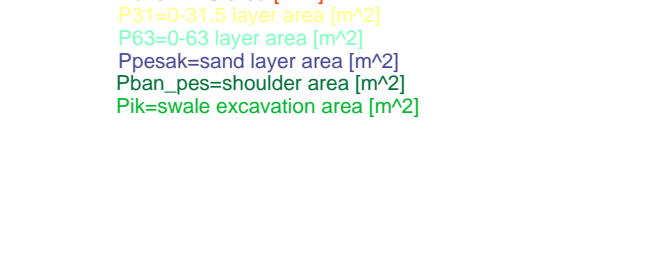 P31=0-31.5 layer area [m^2]
P63=0-63 layer area [m^2]
Ppesak=sand layer area [m^2]
Pban_pes=shoulder area [m^2]
Pik=swale excavation area [m^2]